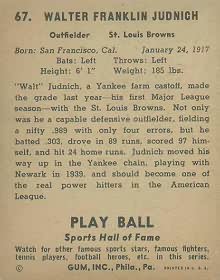 67. WALTER FRANKLIN JUDNICH
Outfielder St. Louis Browns
Born: San Francisco, Cal. January 24, 1917
Bats: Left Throws: Left
Height: 6' 1" Weight: 185 lbs.
"Walt" Judnich, a Yankee farm castoff, made
the grade last year—his first Major League
season—with the St. Louis Browns. Not only
was he a capable defensive outfielder, fielding
a nifty .989 with only four errors, but he
batted .303, drove in 89 runs, scored 97 him-
self, and hit 24 home runs. Judnich moved his
way up in the Yankee chain, playing with
Newark in 1939, and should become one of
the real power hitters in the American
League.
PLAY BALL
Sports Hall of Fame
Watch for other famous sports stars, famous fighters,
tennis players, football heroes, etc. in this series.
© GUM, INC., Phila., Pa. PRINTED IN U. S. A.